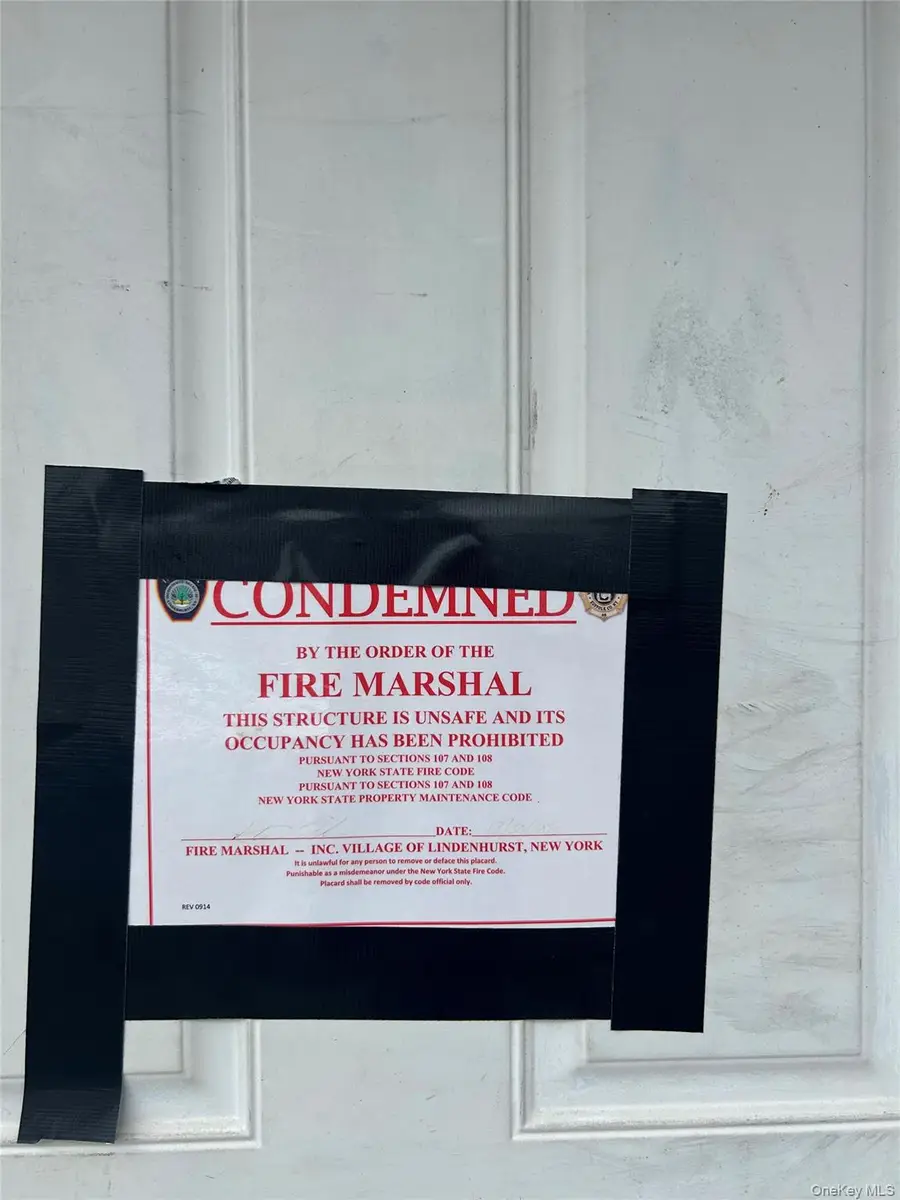 CONDEMNED
BY THE ORDER OF THE
FIRE MARSHAL
THIS STRUCTURE IS UNSAFE AND ITS
OCCUPANCY HAS BEEN PROHIBITED
PURSUANT TO SECTIONS 107 AND 108
NEW YORK STATE FIRE CODE
PURSUANT TO SECTIONS 107 AND 108
NEW YORK STATE PROPERTY MAINTENANCE CODE
DATE:
FIRE MARSHAL -- INC. VILLAGE OF LINDENHURST, NEW YORK
It is unlawful for any person to remove or deface this placard.
Punishable as a misdemeanor under the New York State Fire Code.
Placard shall be removed by code official only.
REV 0914
OneKey MLS